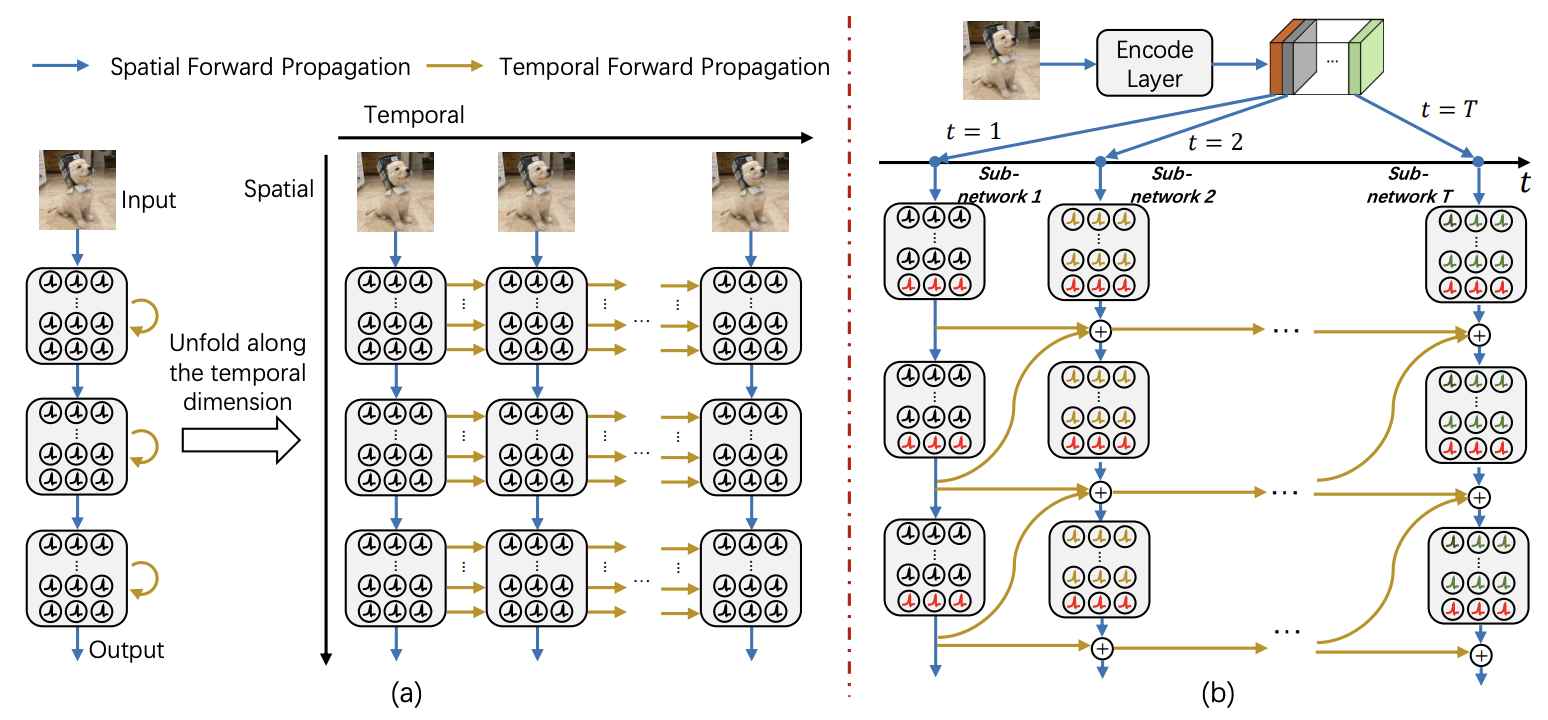 Spatial Forward Propagation
Temporal Forward Propagation
Temporal
Spatial
Input
Unfold along
the temporal
dimension
Output
...
...
...
(a)
Encode
Layer
...
t = 1
t = 2
t = T
t
Sub-
network 1
Sub-
network 2
Sub-
network T
+
...
+
+
...
+
+
...
+
(b)